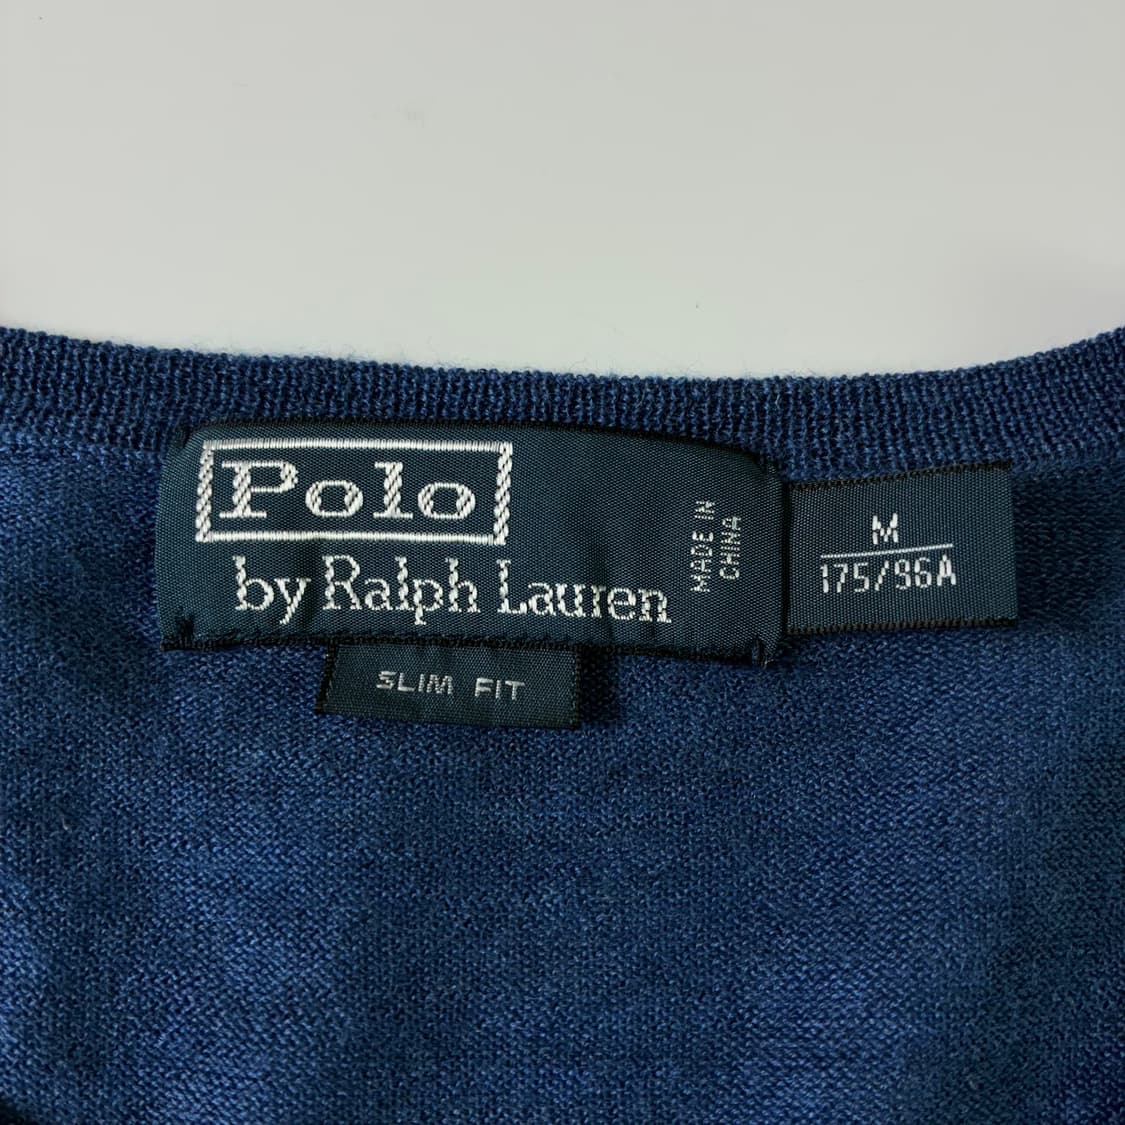 Polo
by Ralph Lauren
MADE IN
CHINA
M
175/96A
SLIM FIT